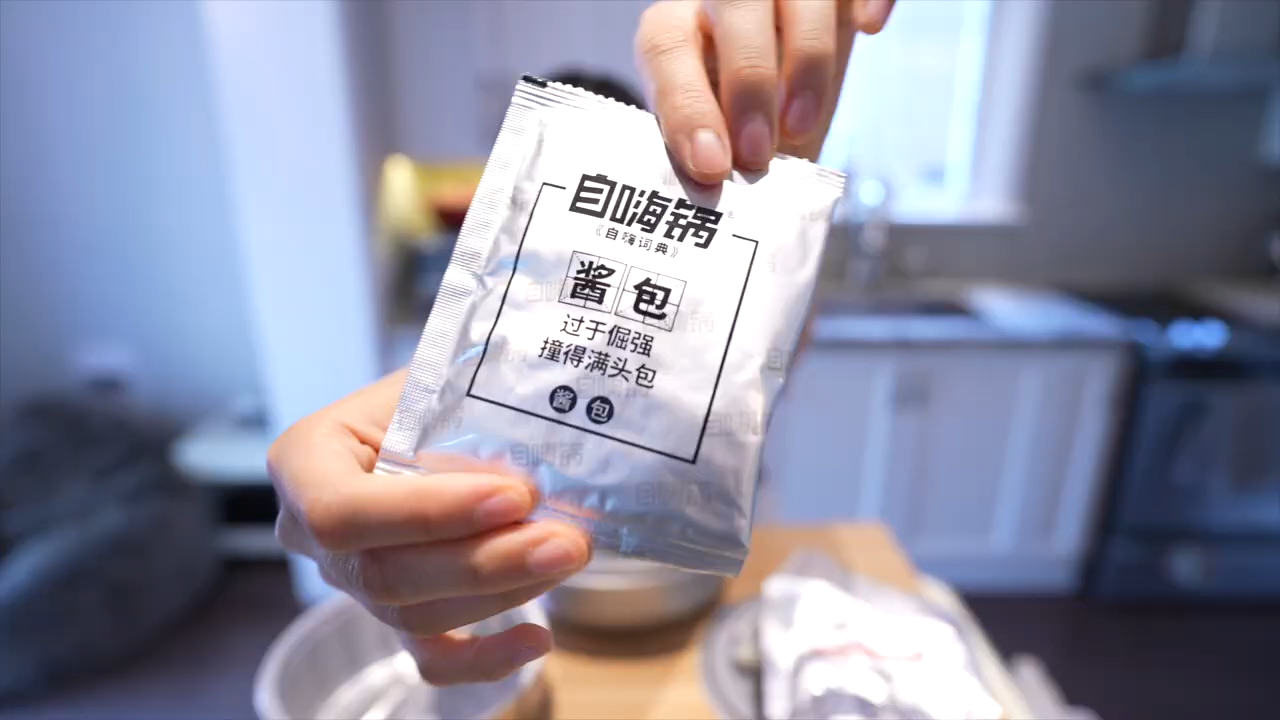 自嗨锅
《自嗨词典》
酱包
过于倔强
撞得满头包
酱包